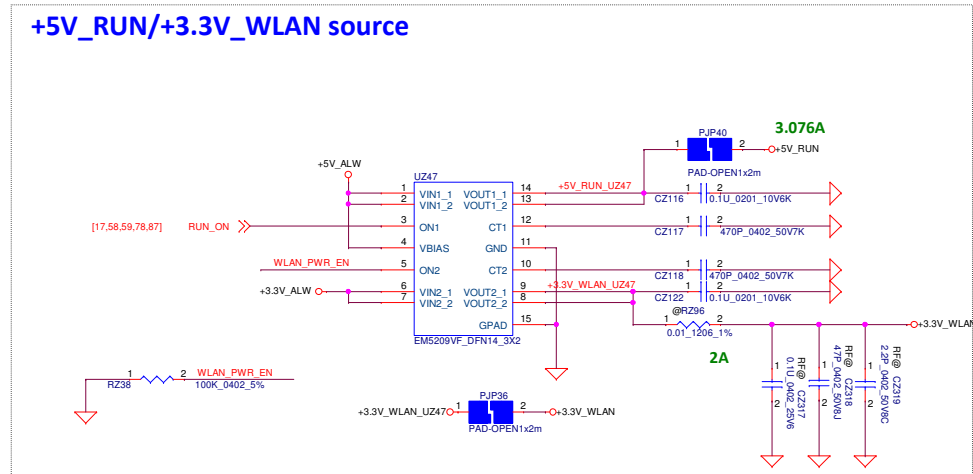 +5V_RUN/+3.3V_WLAN source
3.076A
PJP40
1 2
+5V_RUN
PAD-OPEN1x2m
+5V_ALW
UZ47
1 VIN1_1 VOUT1_1 14 +5V_RUN_UZ47
2 VIN1_2 VOUT1_2 13
1 2
CZ116 0.1U_0201_10V6K
[17,58,59,78,87] RUN_ON
3 ON1 CT1 12
1 2
CZ117 470P_0402_50V7K
4 VBIAS GND 11
WLAN_PWR_EN
5 ON2 CT2 10
1 2
CZ118 470P_0402_50V7K
+3.3V_ALW
6 VIN2_1 VOUT2_1 9 +3.3V_WLAN_UZ47
7 VIN2_2 VOUT2_2 8
1 2
CZ122 0.1U_0201_10V6K
GPAD 15
EM5209VF_DFN14_3X2
@RZ96
1 2
0.01_1206_1%
+3.3V_WLAN
2A
1 2
RF@ CZ317
0.1U_0402_25V6
1 2
RF@ CZ318
47P_0402_50V8J
1 2
RF@ CZ319
2.2P_0402_50V8C
1 2 WLAN_PWR_EN
RZ38 100K_0402_5%
PJP36
+3.3V_WLAN_UZ47 1 2 +3.3V_WLAN
PAD-OPEN1x2m